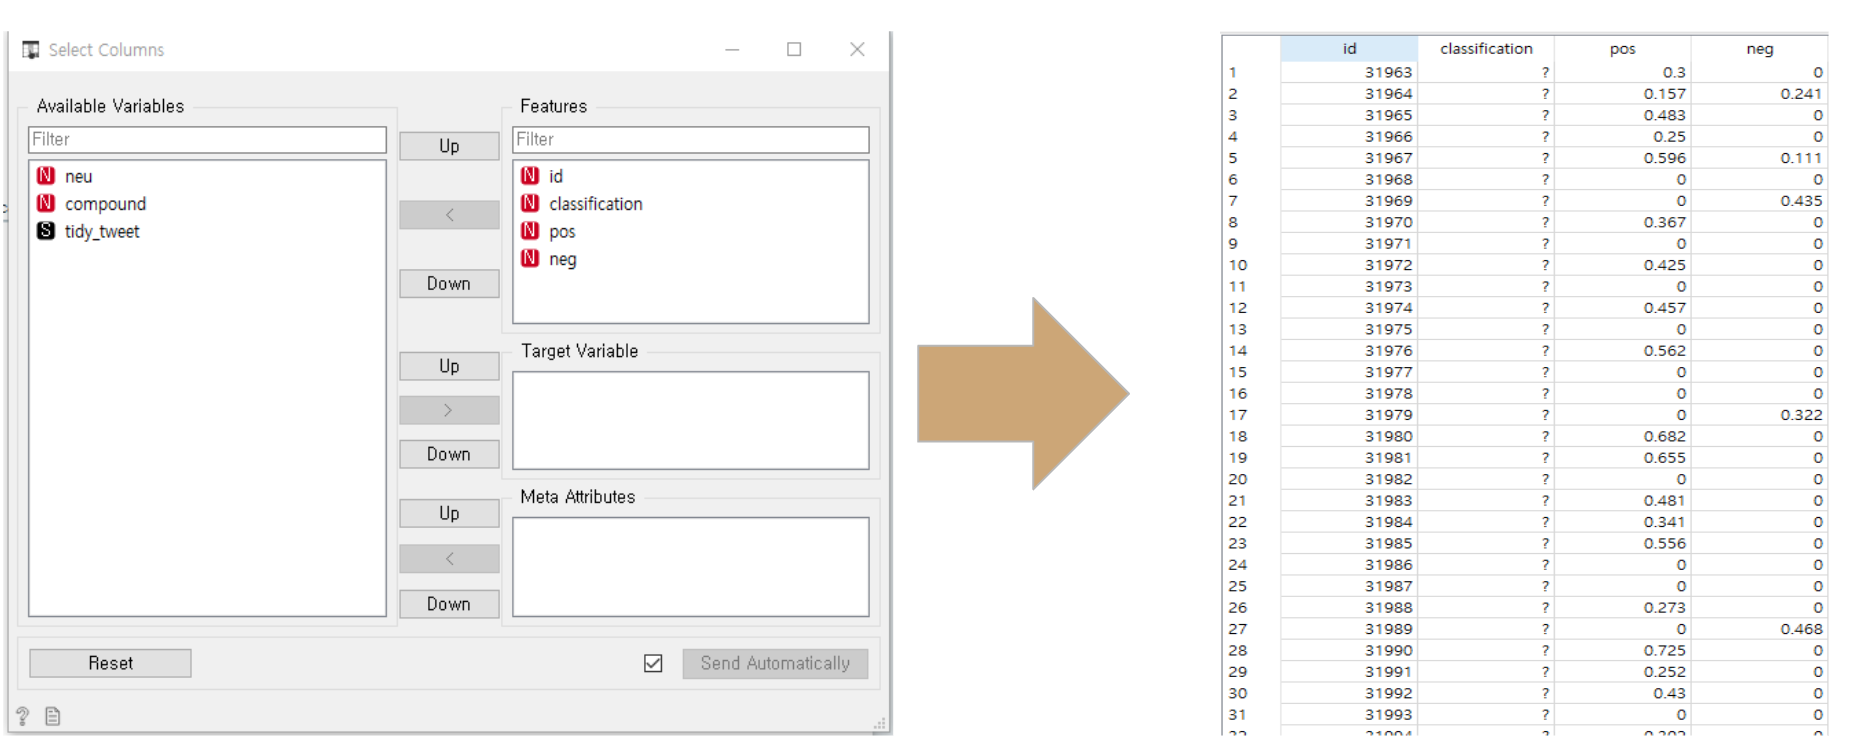 Select Columns
Available Variables
Filter
neu
compound
tidy_tweet
Up
<
Down
Up
>
Down
Up
<
Down
Features
Filter
id
classification
pos
neg
Target Variable
Meta Attributes
Reset
Send Automatically
id classification pos neg
1 31963 ? 0.3 0
2 31964 ? 0.157 0.241
3 31965 ? 0.483 0
4 31966 ? 0.25 0
5 31967 ? 0.596 0.111
6 31968 ? 0 0
7 31969 ? 0 0.435
8 31970 ? 0.367 0
9 31971 ? 0 0
10 31972 ? 0.425 0
11 31973 ? 0 0
12 31974 ? 0.457 0
13 31975 ? 0 0
14 31976 ? 0.562 0
15 31977 ? 0 0
16 31978 ? 0 0
17 31979 ? 0 0.322
18 31980 ? 0.682 0
19 31981 ? 0.655 0
20 31982 ? 0 0
21 31983 ? 0.481 0
22 31984 ? 0.341 0
23 31985 ? 0.556 0
24 31986 ? 0 0
25 31987 ? 0 0
26 31988 ? 0.273 0
27 31989 ? 0 0.468
28 31990 ? 0.725 0
29 31991 ? 0.252 0
30 31992 ? 0.43 0
31 31993 ? 0 0